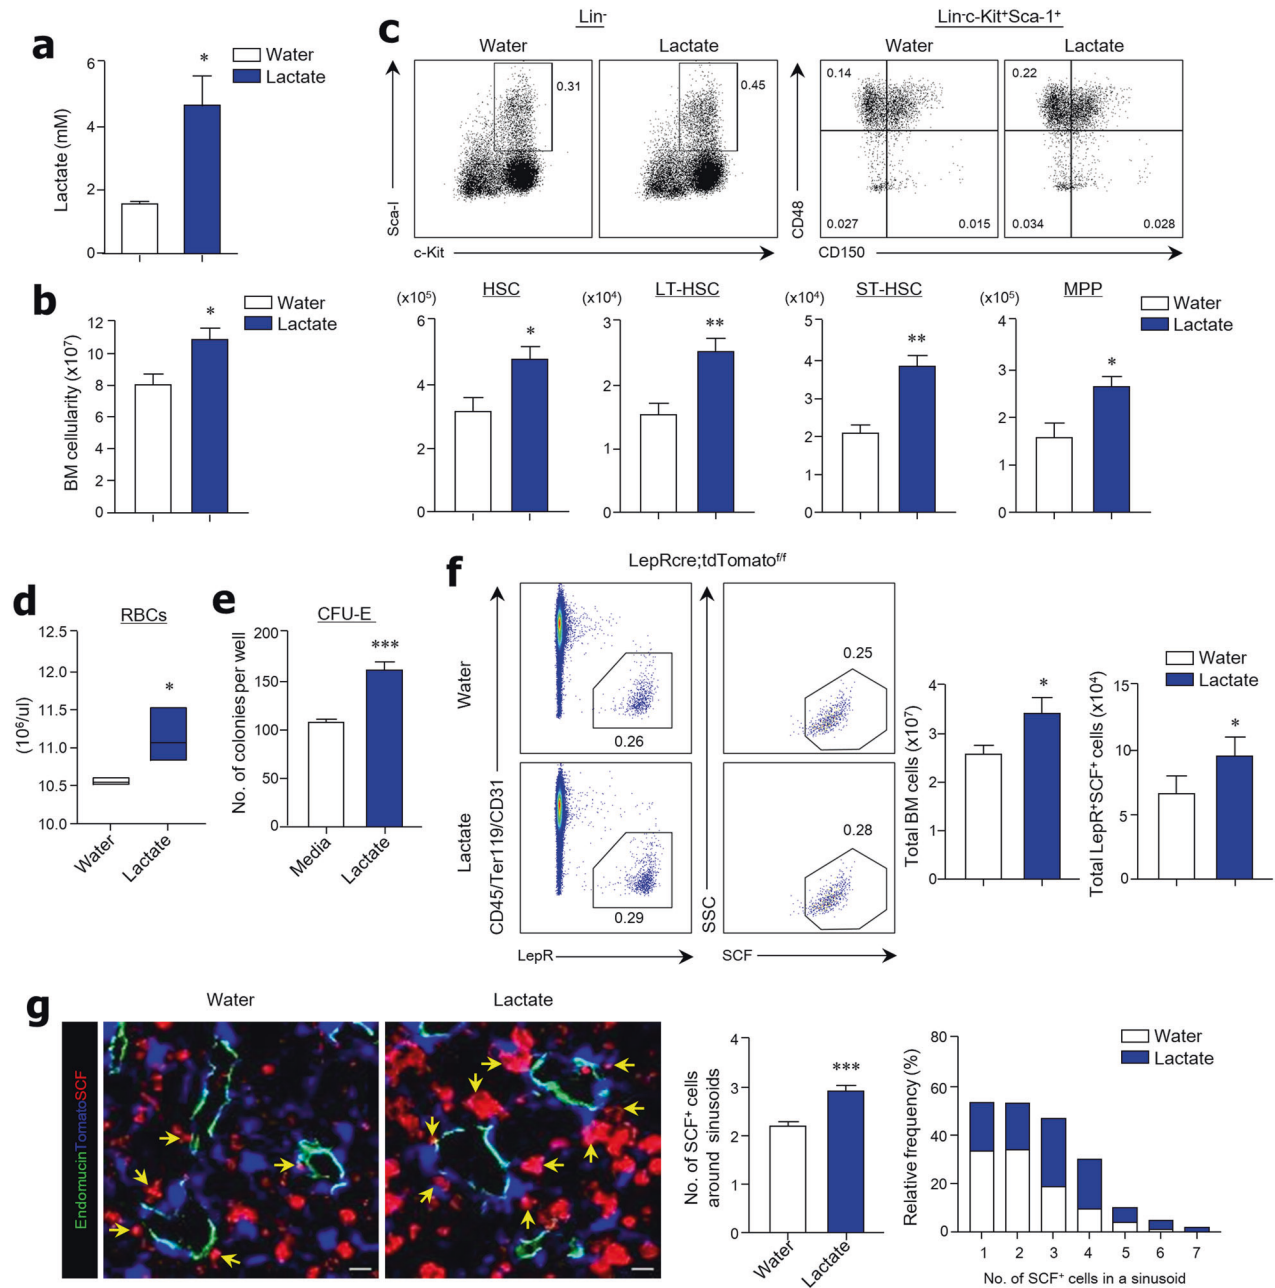 a
Water
Lactate
Lactate (mM)
6
4
2
0
*
b
Water
Lactate
BM cellularity (x10⁷)
12
10
8
6
4
2
0
*
c
Lin⁻
Water
Lactate
0.31
0.45
Sca-I
c-Kit
Lin⁻c-Kit⁺Sca-1⁺
Water
Lactate
0.14
0.22
0.027
0.015
0.034
0.028
CD48
CD150
(x10⁵)
HSC
6
4
2
0
*
(x10⁴)
LT-HSC
3
2
1
0
**
(x10⁴)
ST-HSC
5
4
3
2
1
0
**
(x10⁵)
MPP
4
3
2
1
0
*
Water
Lactate
d
RBCs
(10⁶/ul)
12.5
12.0
11.5
11.0
10.5
10.0
*
Water
Lactate
e
CFU-E
No. of colonies per well
200
150
100
50
0
***
Media
Lactate
f
LepRcre;tdTomatoᶠ/ᶠ
Water
Lactate
0.26
0.25
0.29
0.28
CD45/Ter119/CD31
LepR
SSC
SCF
Total BM cells (x10⁷)
4
3
2
1
0
*
Water
Lactate
Total LepR⁺SCF⁺ cells (x10⁴)
15
10
5
0
*
g
Water
Lactate
EndomucinTomatoSCF
No. of SCF⁺ cells
around sinusoids
4
3
2
1
0
***
Water
Lactate
Relative frequency (%)
80
60
40
20
0
Water
Lactate
1 2 3 4 5 6 7
No. of SCF⁺ cells in a sinusoid